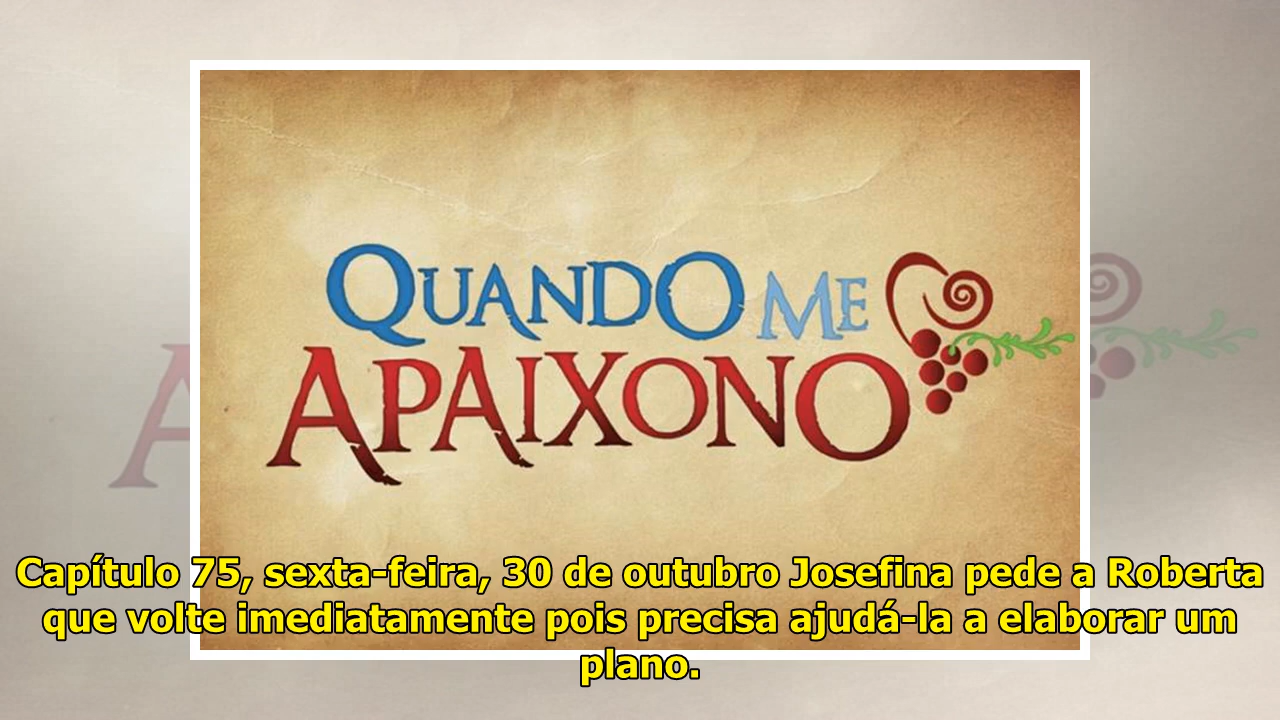 QUANDO ME
APAIXONO
Capítulo 75, sexta-feira, 30 de outubro Josefina pede a Roberta
que volte imediatamente pois precisa ajudá-la a elaborar um
plano.